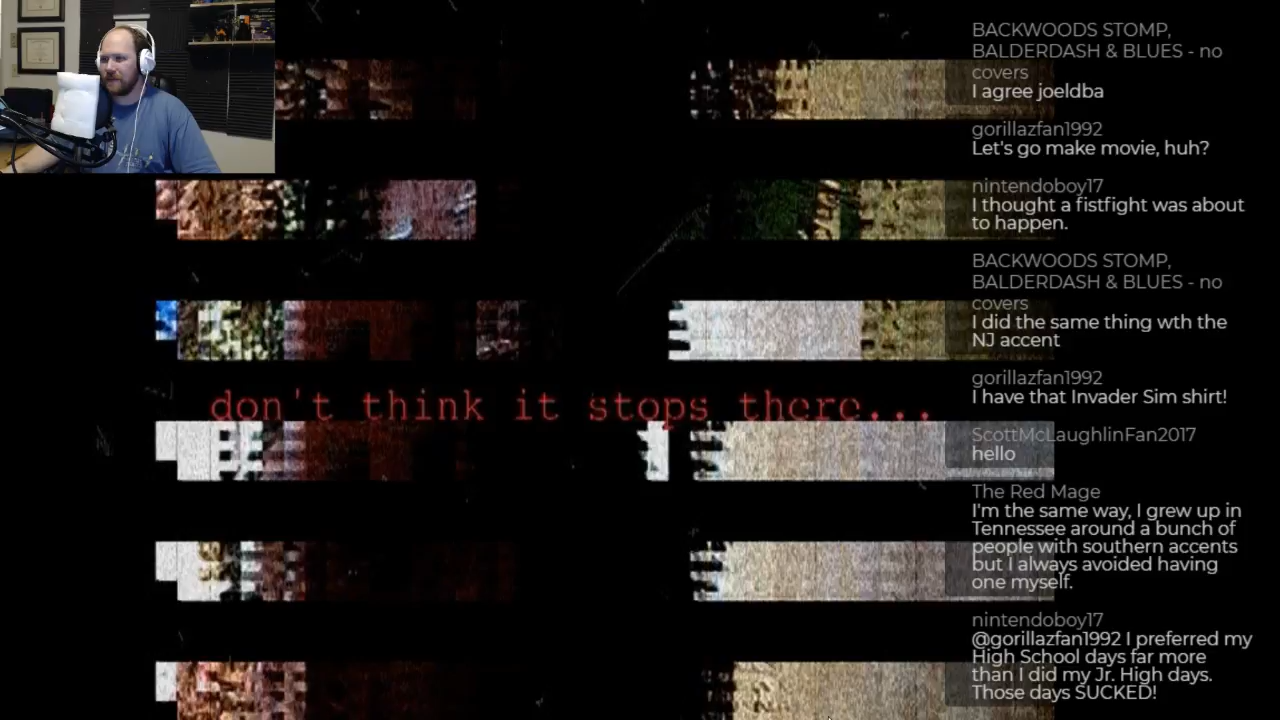 BACKWOODS STOMP,
BALDERDASH & BLUES - no
covers
I agree joeldba
gorillazfan1992
Let's go make movie, huh?
nintendoboy17
I thought a fistfight was about
to happen.
BACKWOODS STOMP,
BALDERDASH & BLUES - no
covers
I did the same thing wth the
NJ accent
gorillazfan1992
I have that Invader Sim shirt!
don't think it stops there...
ScottMcLaughlinFan2017
hello
The Red Mage
I'm the same way, I grew up in
Tennessee around a bunch of
people with southern accents
but I always avoided having
one myself.
nintendoboy17
@gorillazfan1992 I preferred my
High School days far more
than I did my Jr. High days.
Those days SUCKED!